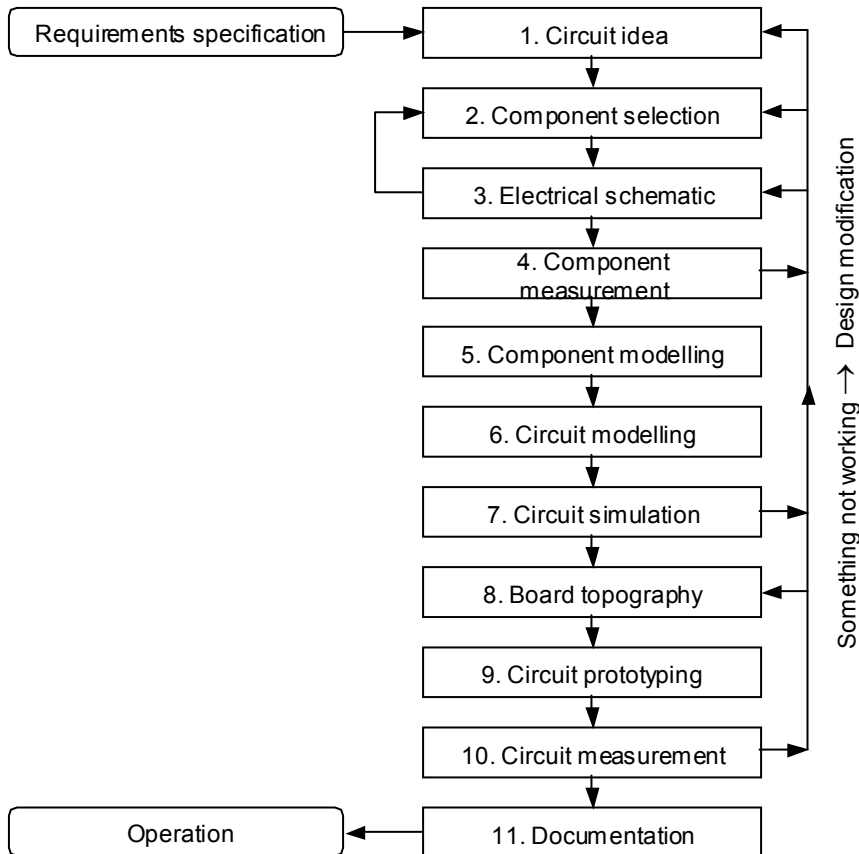 Requirements specification
1. Circuit idea
2. Component selection
3. Electrical schematic
4. Component
measurement
5. Component modelling
6. Circuit modelling
7. Circuit simulation
8. Board topography
9. Circuit prototyping
10. Circuit measurement
Operation
11. Documentation
Something not working → Design modification